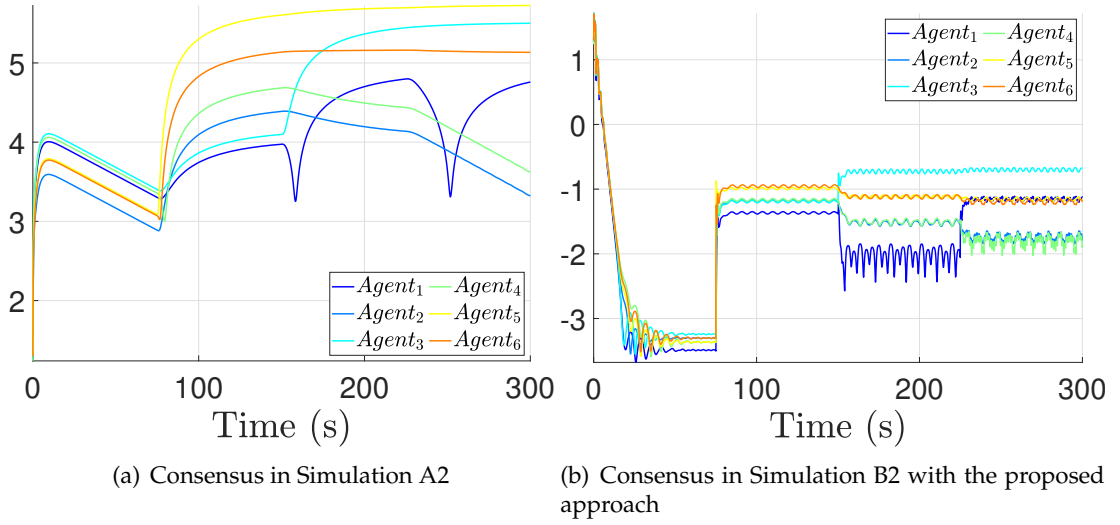 5
4
3
2
0
100
200
300
Time (s)
Agent₁ Agent₄
Agent₂ Agent₅
Agent₃ Agent₆
(a) Consensus in Simulation A2
1
0
-1
-2
-3
0
100
200
300
Time (s)
Agent₁ Agent₄
Agent₂ Agent₅
Agent₃ Agent₆
(b) Consensus in Simulation B2 with the proposed
approach